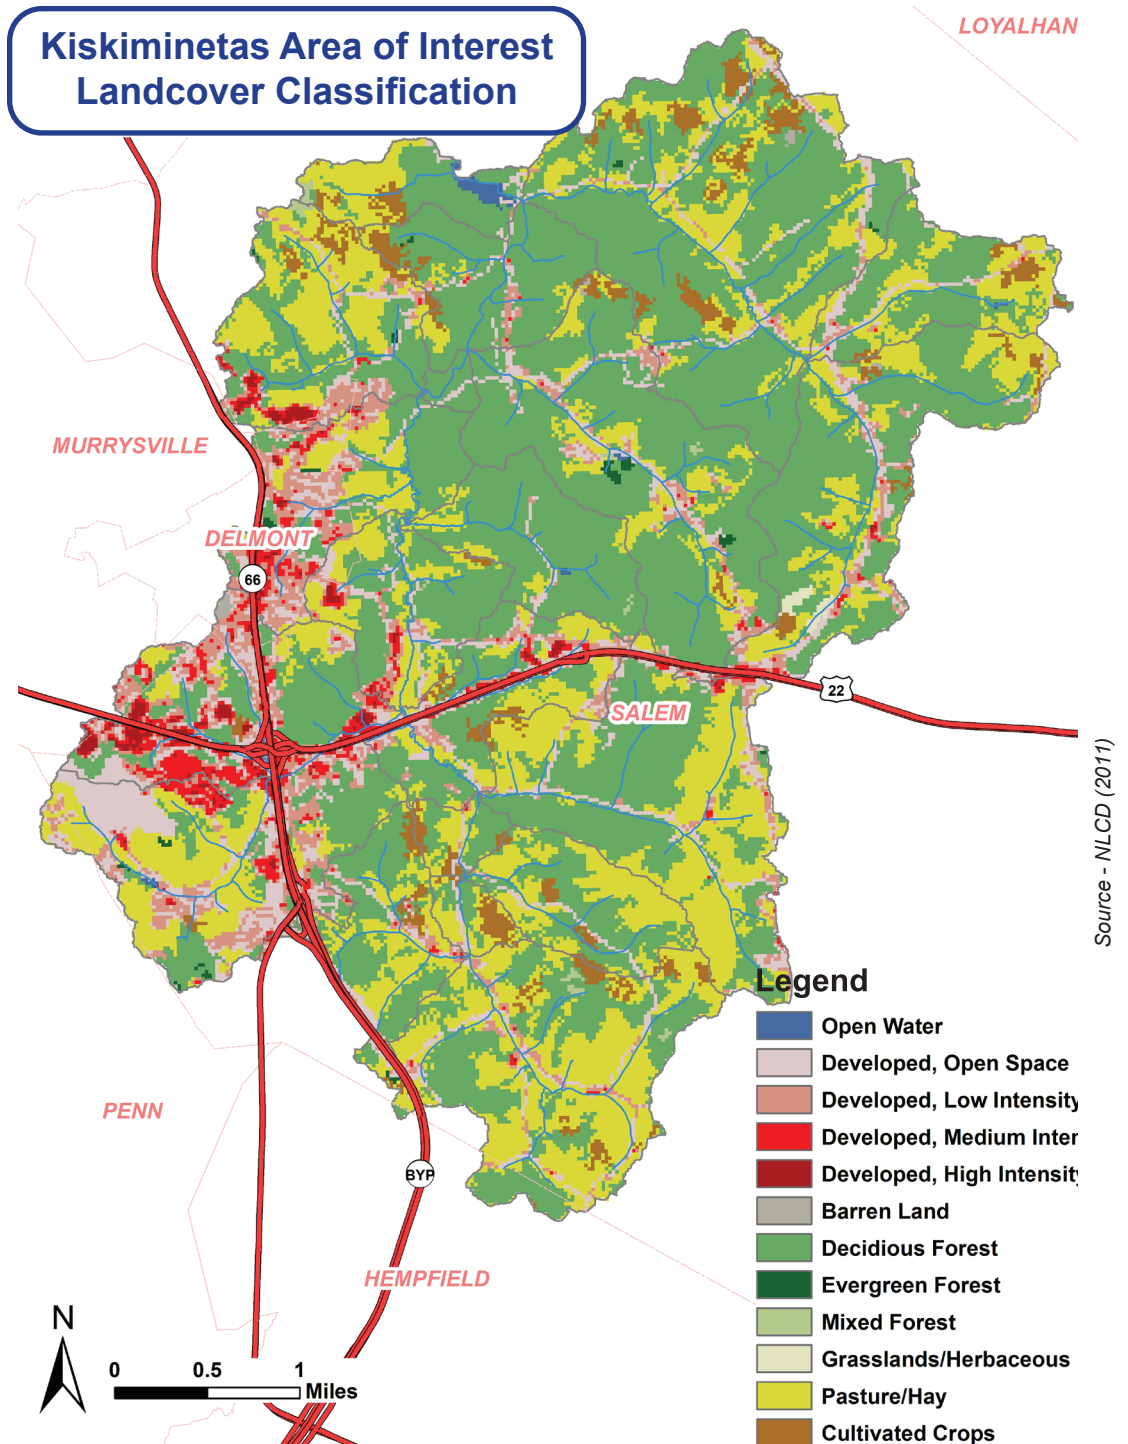 Kiskiminetas Area of Interest
Landcover Classification
LOYALHAN
MURRYSVILLE
DELMONT
66
22
SALEM
Source - NLCD (2011)
Legend
Open Water
Developed, Open Space
Developed, Low Intensity
Developed, Medium Inter
Developed, High Intensity
Barren Land
Decidious Forest
Evergreen Forest
Mixed Forest
Grasslands/Herbaceous
Pasture/Hay
Cultivated Crops
PENN
BYP
HEMPFIELD
N
0 0.5 1
Miles